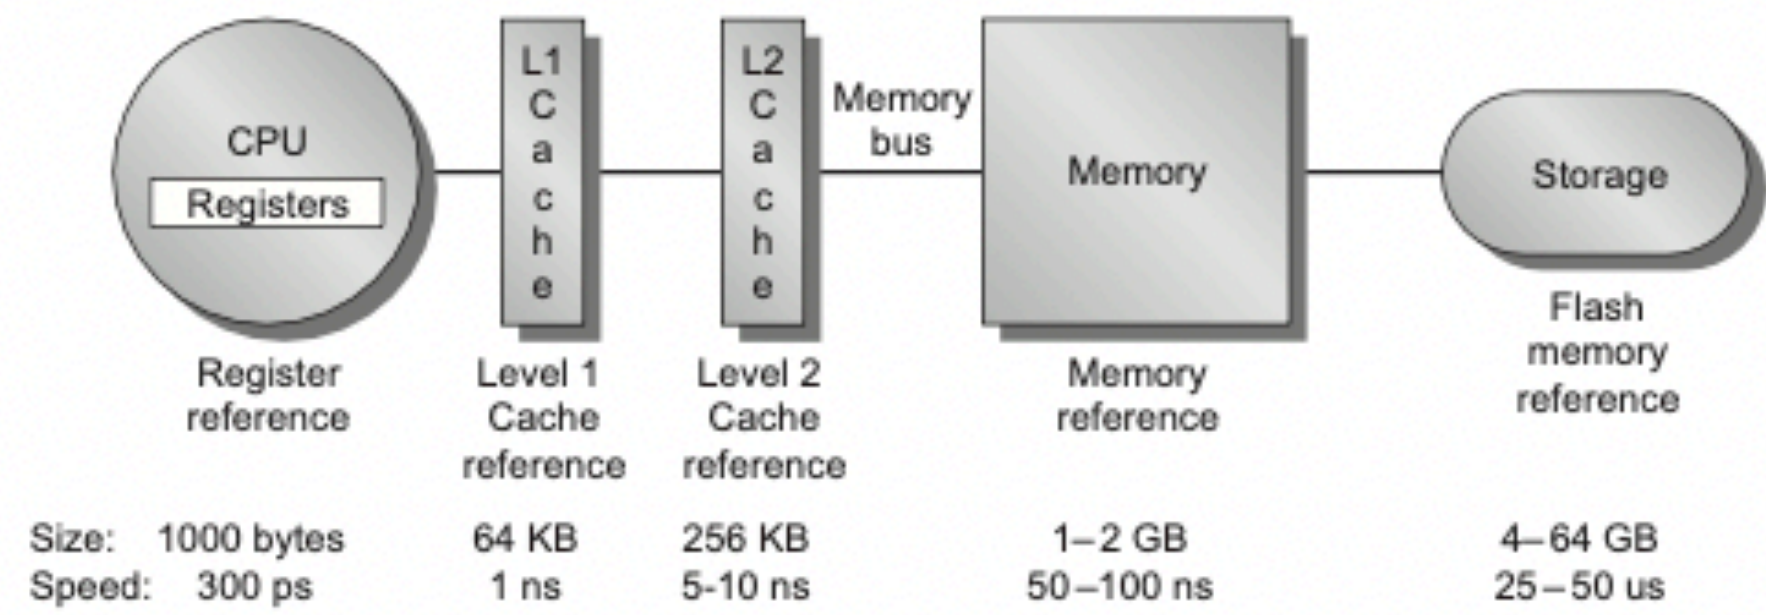 CPU
Registers
L1
C
a
c
h
e
L2
C
a
c
h
e
Memory
bus
Memory
Storage
Register
reference
Level 1
Cache
reference
Level 2
Cache
reference
Memory
reference
Flash
memory
reference
Size: 1000 bytes 64 KB 256 KB 1–2 GB 4–64 GB
Speed: 300 ps 1 ns 5-10 ns 50–100 ns 25–50 us